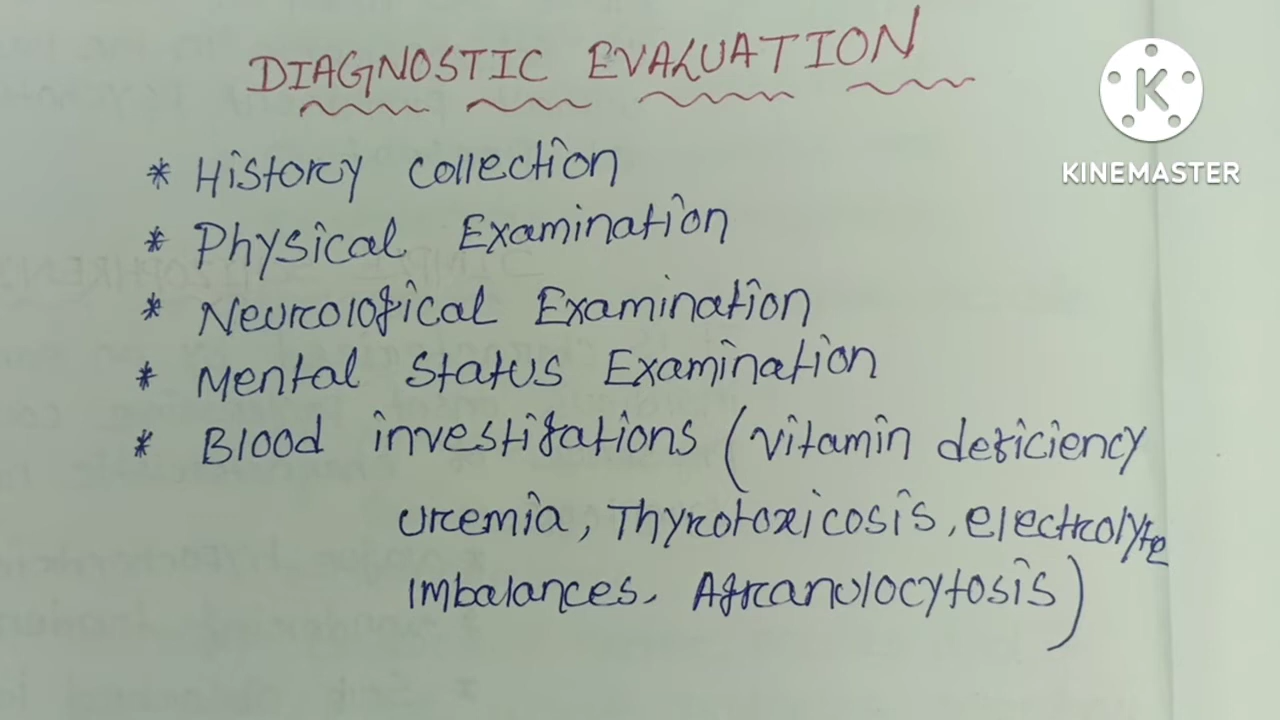 DIAGNOSTIC EVALUATION
K
KINEMASTER
* History collection
* Physical Examination
* Neurological Examination
* Mental Status Examination
* Blood investigations (vitamin deficiency
uremia, Thyrotoxicosis, electrolyte
imbalances, Agranulocytosis)